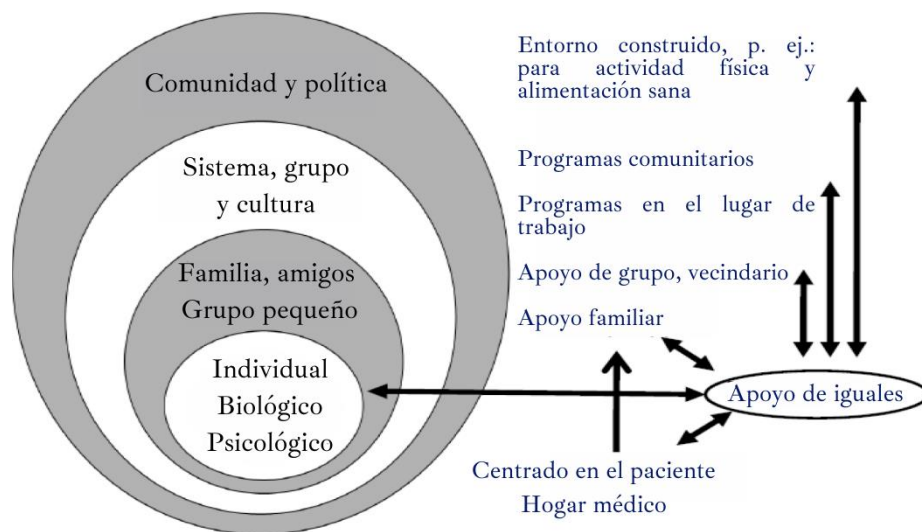 Comunidad y política
Sistema, grupo
y cultura
Familia, amigos
Grupo pequeño
Individual
Biológico
Psicológico
Entorno construido, p. ej.:
para actividad física y
alimentación sana
Programas comunitarios
Programas en el lugar de
trabajo
Apoyo de grupo, vecindario
Apoyo familiar
Apoyo de iguales
Centrado en el paciente
Hogar médico